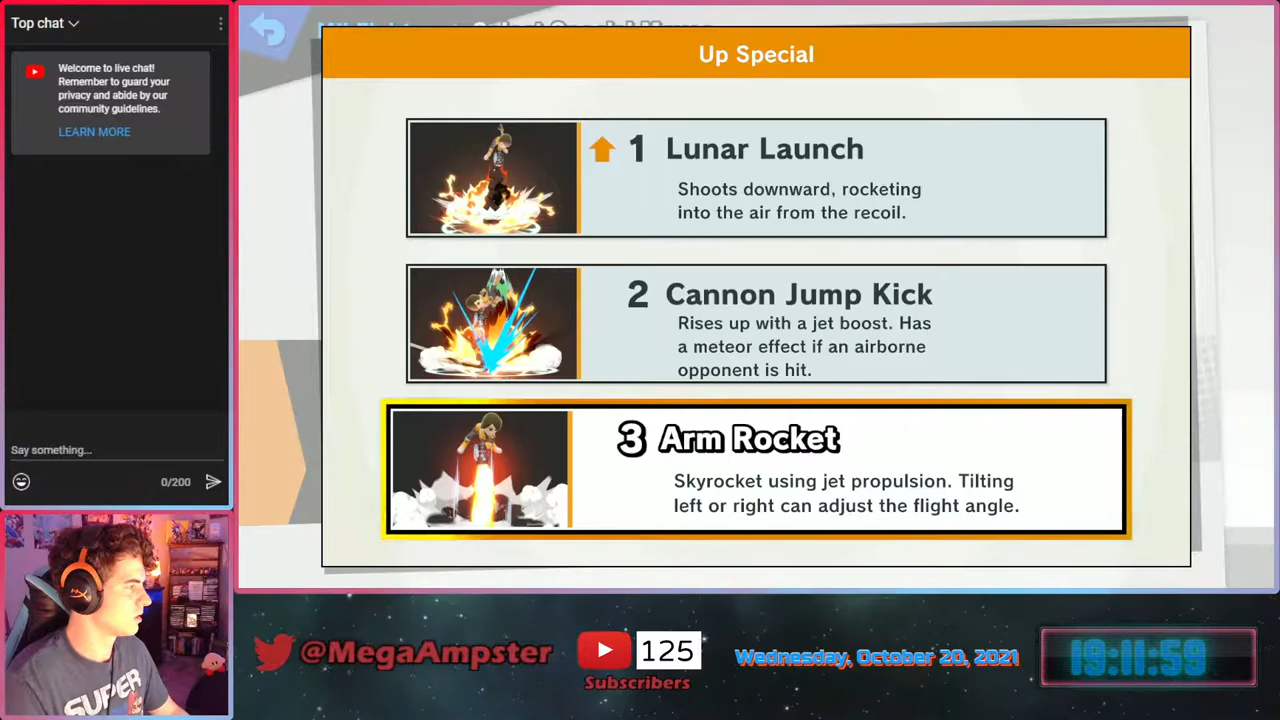 Top chat
Welcome to live chat!
Remember to guard your
privacy and abide by our
community guidelines.
LEARN MORE
Say something...
0/200
Up Special
1 Lunar Launch
Shoots downward, rocketing
into the air from the recoil.
2 Cannon Jump Kick
Rises up with a jet boost. Has
a meteor effect if an airborne
opponent is hit.
3 Arm Rocket
Skyrocket using jet propulsion. Tilting
left or right can adjust the flight angle.
SUPER
@MegaAmpster
125
Subscribers
Wednesday, October 20, 2021
19:11:59